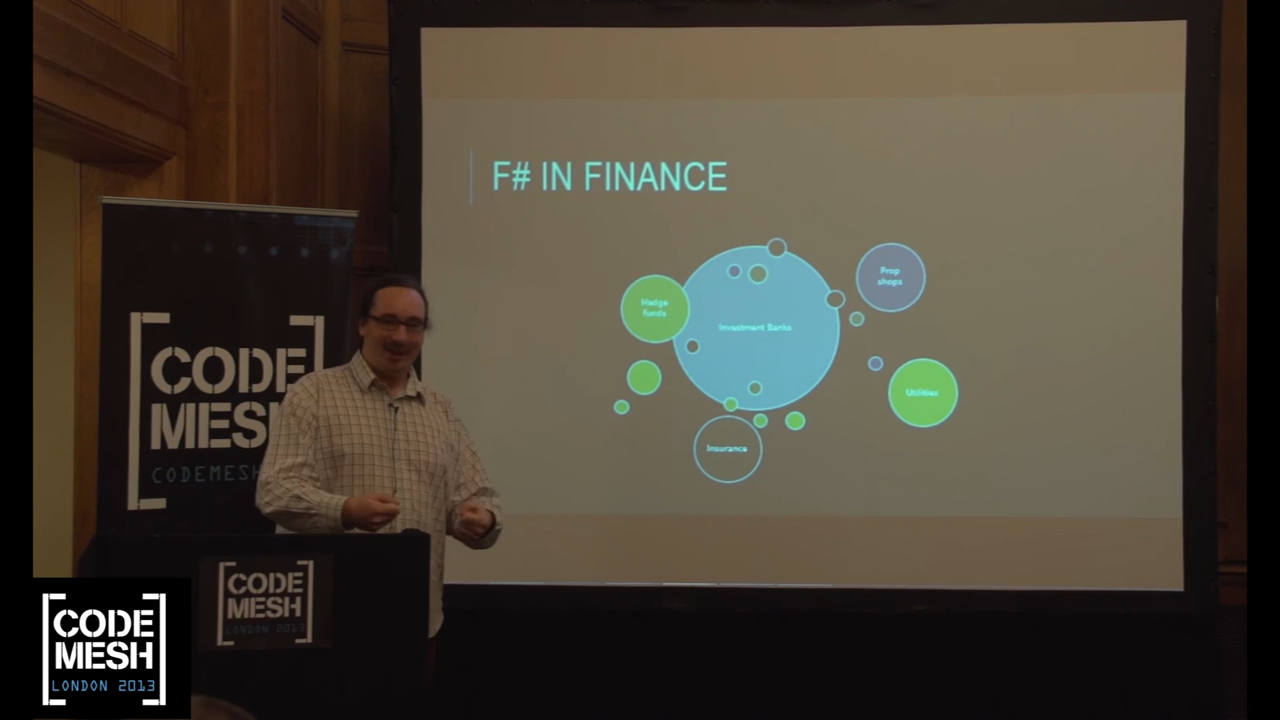 F# IN FINANCE
Prop
shops
Hedge
funds
Investment Banks
Utilities
Insurance
CODE
MES
CODEMESH
CODE
MESH
LONDON 2013
CODE
MESH
LONDON 2013